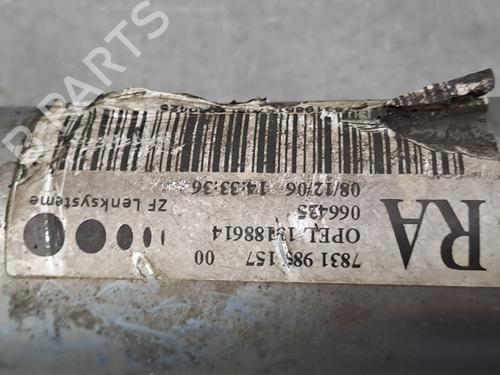 7831 985 157 00
OPEL 13188614
066425
08/12/06 14:33:36
ZF Lenksysteme
RA
B PARTS